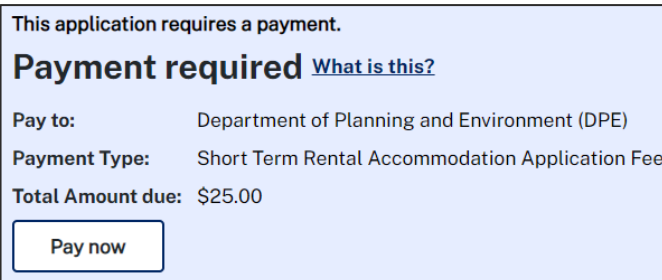 This application requires a payment.
Payment required What is this?
Pay to: Department of Planning and Environment (DPE)
Payment Type: Short Term Rental Accommodation Application Fee
Total Amount due: $25.00
Pay now